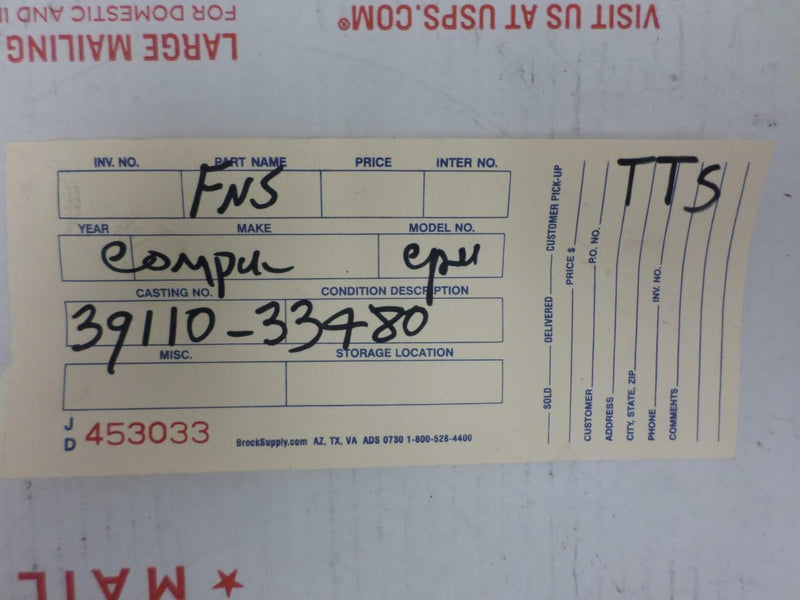 VISIT US AT USPS.COM®
LARGE MAILING
FOR DOMESTIC AND
INV. NO. PART NAME PRICE INTER NO.
FNS
YEAR MAKE MODEL NO.
compu cpu
CASTING NO. CONDITION DESCRIPTION
39110-33480
MISC. STORAGE LOCATION
J D 453033
BrockSupply.com AZ, TX, VA ADS 0730 1-800-528-4400
SOLD DELIVERED CUSTOMER PICK-UP
PRICE $
CUSTOMER P.O. NO.
ADDRESS
CITY, STATE, ZIP
PHONE INV. NO.
COMMENTS
TTS
★ MAIL